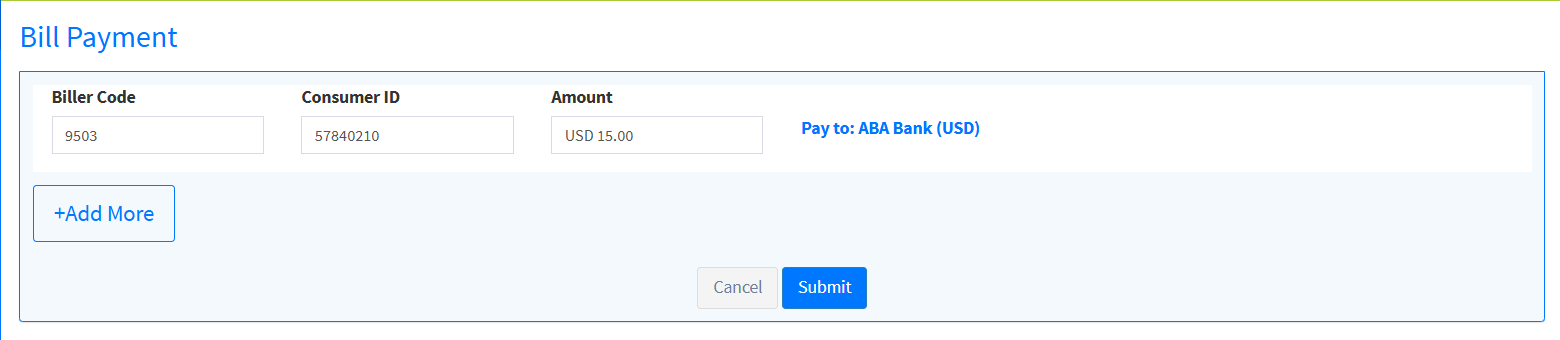 Bill Payment
Biller Code Consumer ID Amount
9503 57840210 USD 15.00 Pay to: ABA Bank (USD)
+Add More
Cancel Submit